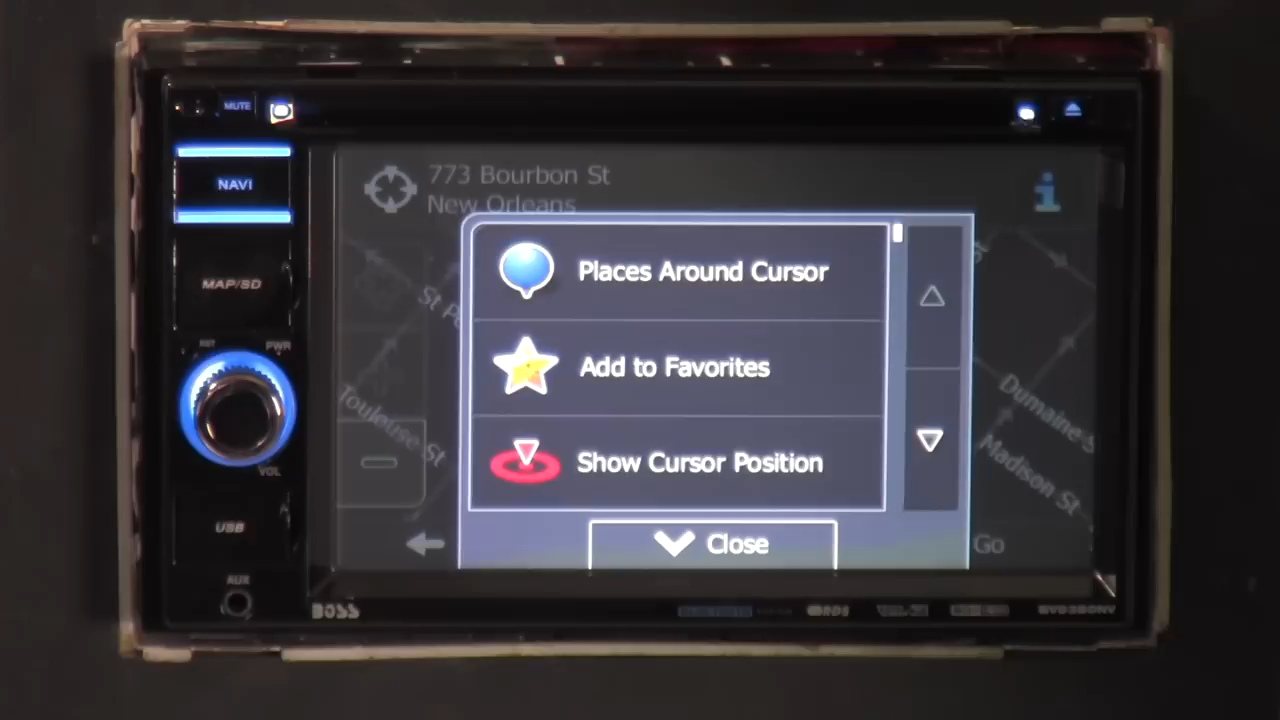 MUTE
NAVI
MAP/SD
RST
PWR
VOL
USB
AUX
BOSS
773 Bourbon St
New Orleans
Places Around Cursor
Add to Favorites
Show Cursor Position
Close
Toulouse St
Dumaine
Madison St
Go